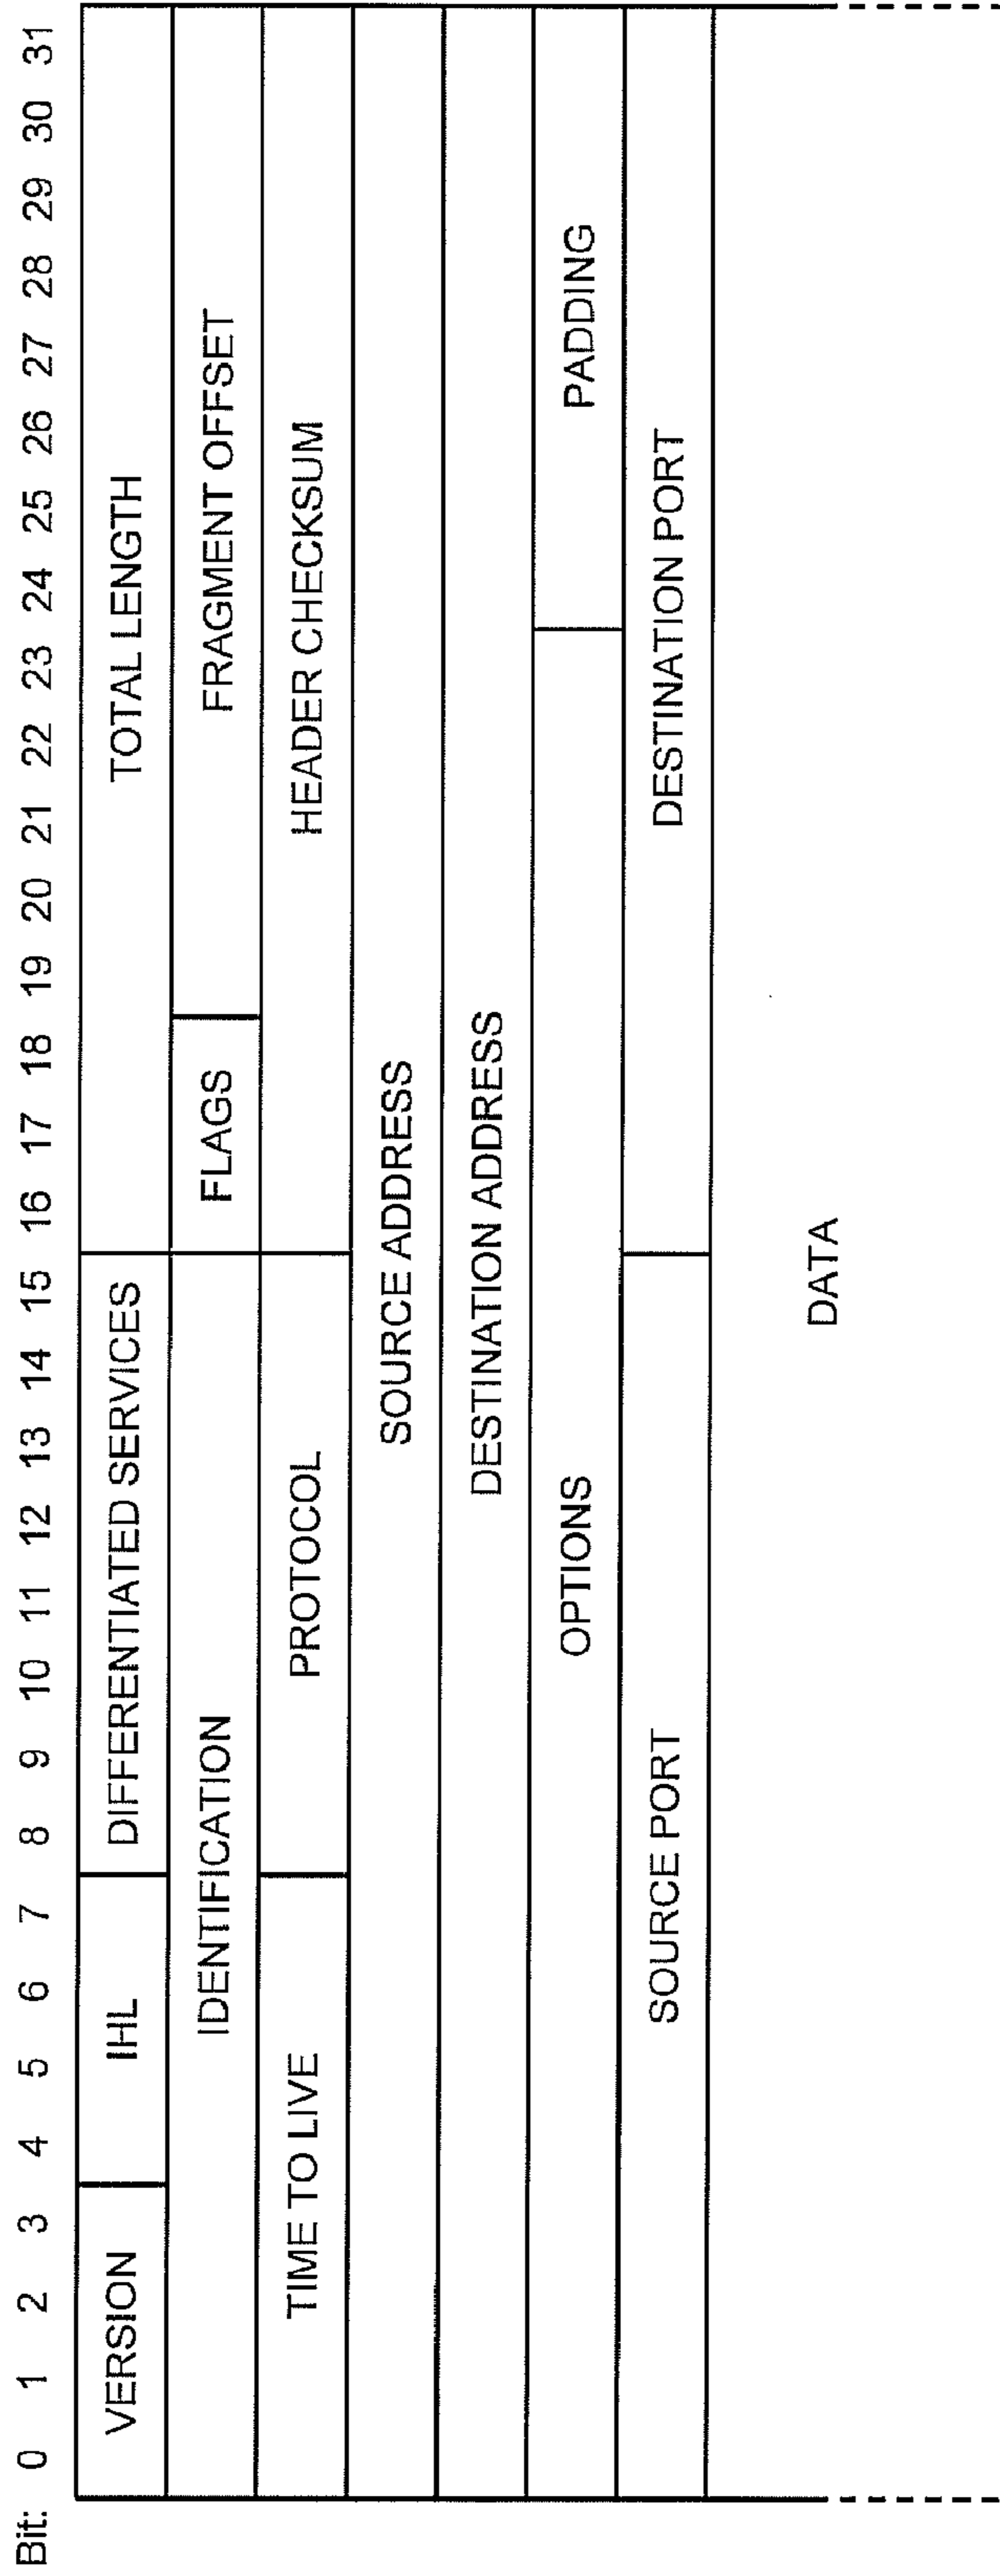 Bit: 0 1 2 3 4 5 6 7 8 9 10 11 12 13 14 15 16 17 18 19 20 21 22 23 24 25 26 27 28 29 30 31
VERSION IHL DIFFERENTIATED SERVICES TOTAL LENGTH
IDENTIFICATION FLAGS FRAGMENT OFFSET
TIME TO LIVE PROTOCOL HEADER CHECKSUM
SOURCE ADDRESS
DESTINATION ADDRESS
OPTIONS PADDING
SOURCE PORT DESTINATION PORT
DATA